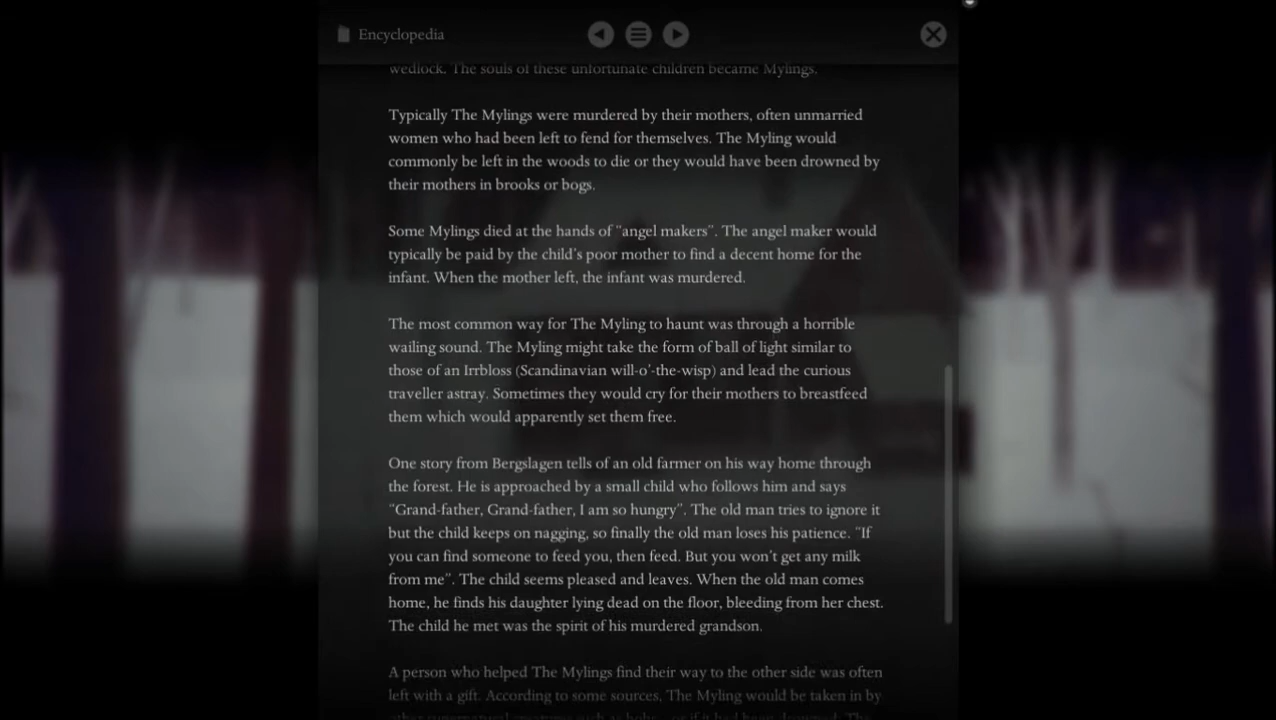 Encyclopedia
wedlock. The souls of these unfortunate children became Mylings.
Typically The Mylings were murdered by their mothers, often unmarried
women who had been left to fend for themselves. The Myling would
commonly be left in the woods to die or they would have been drowned by
their mothers in brooks or bogs.
Some Mylings died at the hands of "angel makers". The angel maker would
typically be paid by the child's poor mother to find a decent home for the
infant. When the mother left, the infant was murdered.
The most common way for The Myling to haunt was through a horrible
wailing sound. The Myling might take the form of ball of light similar to
those of an Irrbloss (Scandinavian will-o'-the-wisp) and lead the curious
traveller astray. Sometimes they would cry for their mothers to breastfeed
them which would apparently set them free.
One story from Bergslagen tells of an old farmer on his way home through
the forest. He is approached by a small child who follows him and says
"Grand-father, Grand-father, I am so hungry". The old man tries to ignore it
but the child keeps on nagging, so finally the old man loses his patience. "If
you can find someone to feed you, then feed. But you won't get any milk
from me". The child seems pleased and leaves. When the old man comes
home, he finds his daughter lying dead on the floor, bleeding from her chest.
The child he met was the spirit of his murdered grandson.
A person who helped The Mylings find their way to the other side was often
left with a gift. According to some sources, The Myling would be taken in by